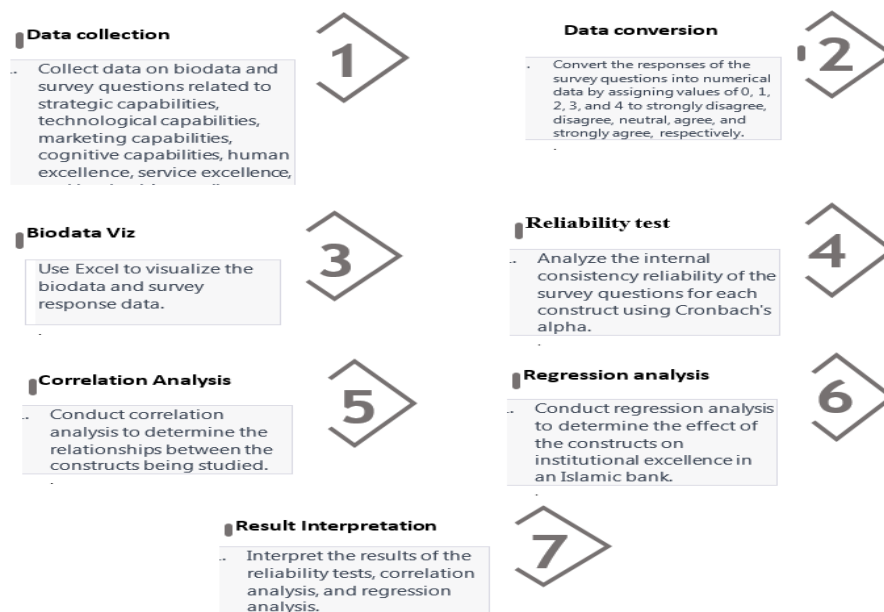 Data collection
1
Collect data on biodata and
survey questions related to
strategic capabilities,
technological capabilities,
marketing capabilities,
cognitive capabilities, human
excellence, service excellence,
Data conversion
2
Convert the responses of the
survey questions into numerical
data by assigning values of 0, 1,
2, 3, and 4 to strongly disagree,
disagree, neutral, agree, and
strongly agree, respectively.
Biodata Viz
3
Use Excel to visualize the
biodata and survey
response data.
Reliability test
4
Analyze the internal
consistency reliability of the
survey questions for each
construct using Cronbach's
alpha.
Correlation Analysis
5
Conduct correlation
analysis to determine the
relationships between the
constructs being studied.
Regression analysis
6
Conduct regression analysis
to determine the effect of
the constructs on
institutional excellence in
an Islamic bank.
Result Interpretation
7
Interpret the results of the
reliability tests, correlation
analysis, and regression
analysis.